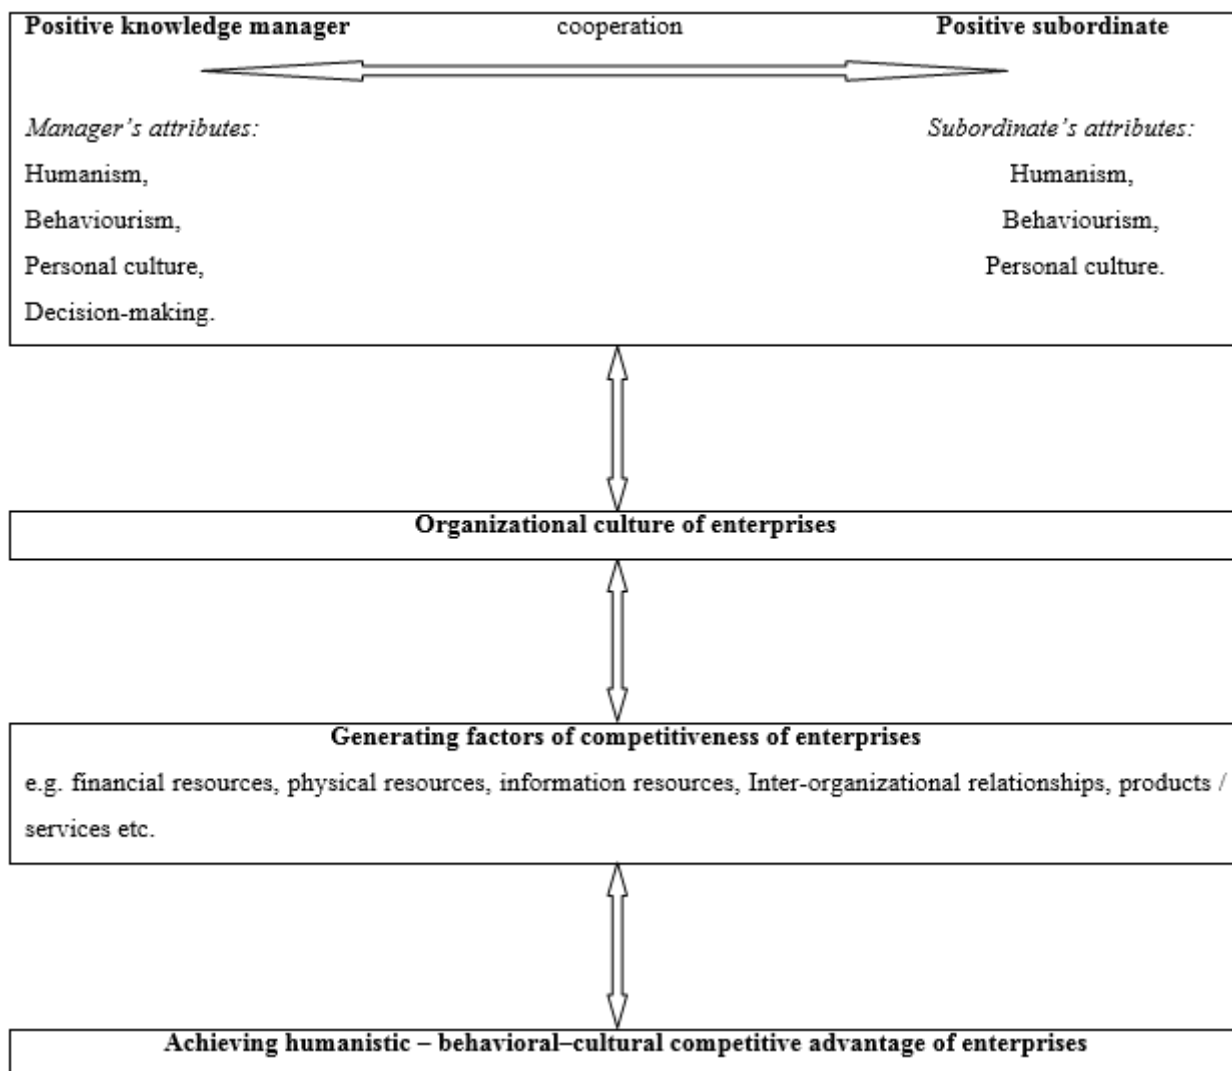 Positive knowledge manager cooperation Positive subordinate
Manager's attributes: Subordinate's attributes:
Humanism, Humanism,
Behaviourism, Behaviourism,
Personal culture, Personal culture.
Decision-making.
Organizational culture of enterprises
Generating factors of competitiveness of enterprises
e.g. financial resources, physical resources, information resources, Inter-organizational relationships, products /
services etc.
Achieving humanistic – behavioral–cultural competitive advantage of enterprises